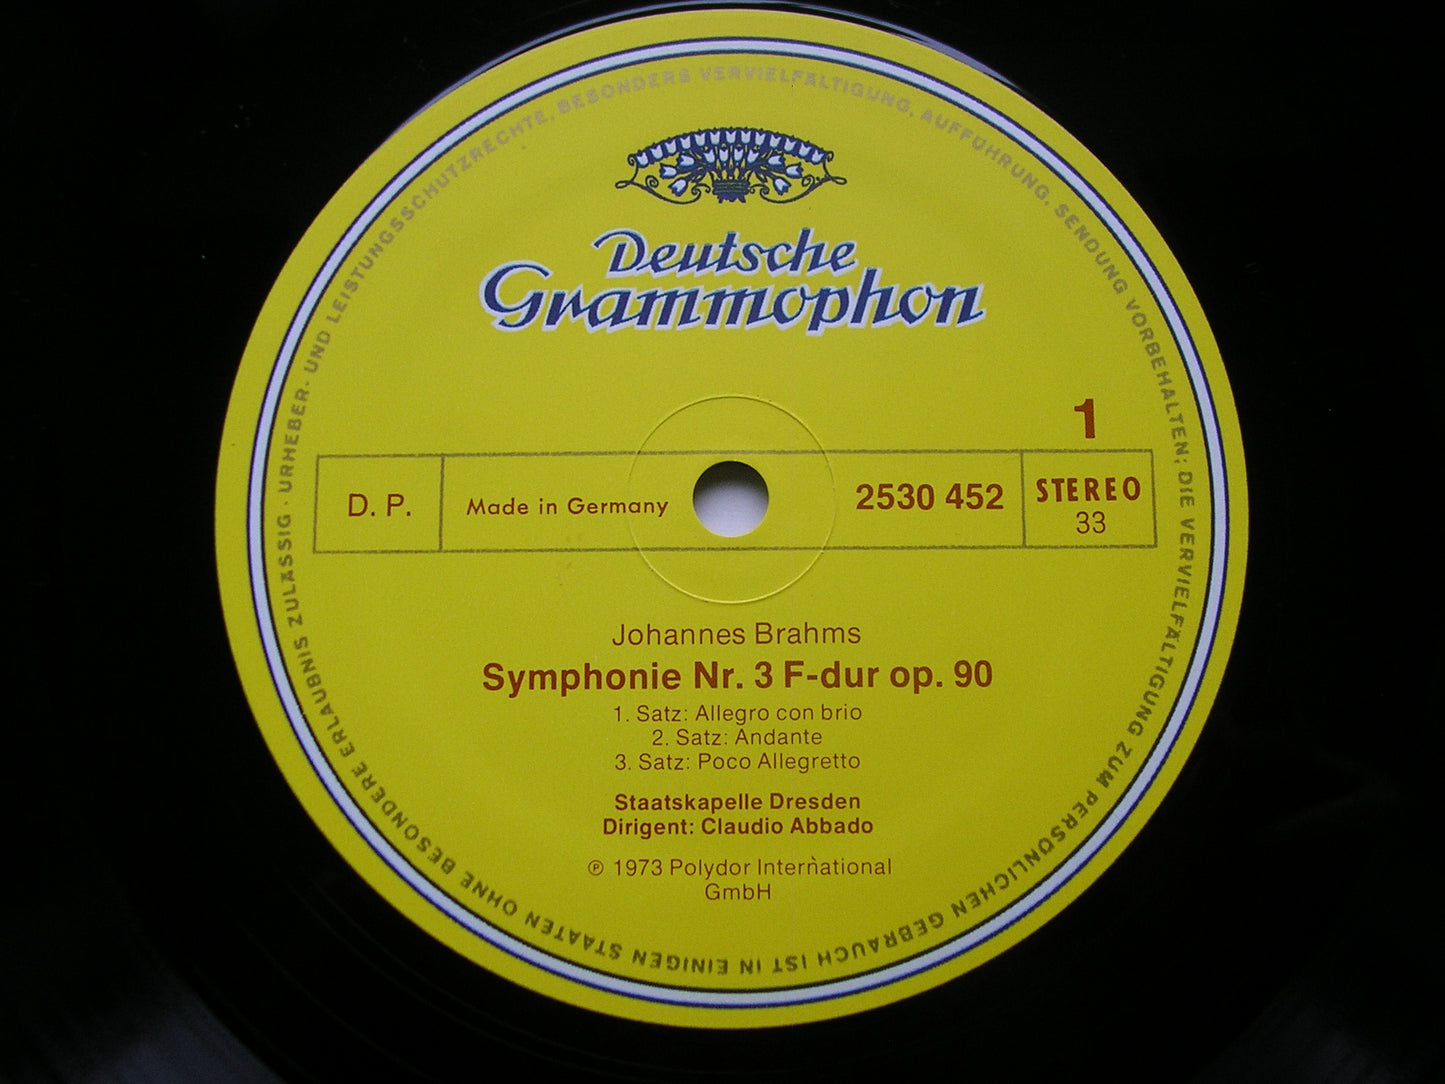 URHEBER- UND LEISTUNGSSCHUTZRECHTE, BESONDERS VERVIELFÄLTIGUNG, AUFFÜHRUNG, SENDUNG VORBEHALTEN; DIE VERVIELFÄLTIGUNG ZUM PERSÖNLICHEN GEBRAUCH IST IN EINIGEN STAATEN OHNE BESONDERE ERLAUBNIS ZULÄSSIG ·
Deutsche
Grammophon
1
D. P.
Made in Germany
2530 452
STEREO
33
Johannes Brahms
Symphonie Nr. 3 F-dur op. 90
1. Satz: Allegro con brio
2. Satz: Andante
3. Satz: Poco Allegretto
Staatskapelle Dresden
Dirigent: Claudio Abbado
℗ 1973 Polydor International
GmbH